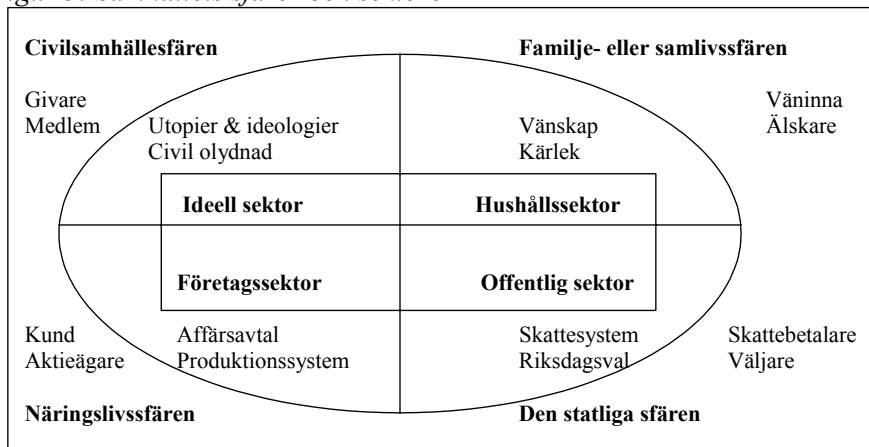 Civilsamhällesfären Familje- eller samlivssfären
Givare Väninna
Medlem Utopier & ideologier Vänskap Älskare
Civil olydnad Kärlek
Ideell sektor Hushållssektor
Företagssektor Offentlig sektor
Kund Affärsavtal Skattesystem Skattebetalare
Aktieägare Produktionssystem Riksdagsval Väljare
Näringslivssfären Den statliga sfären